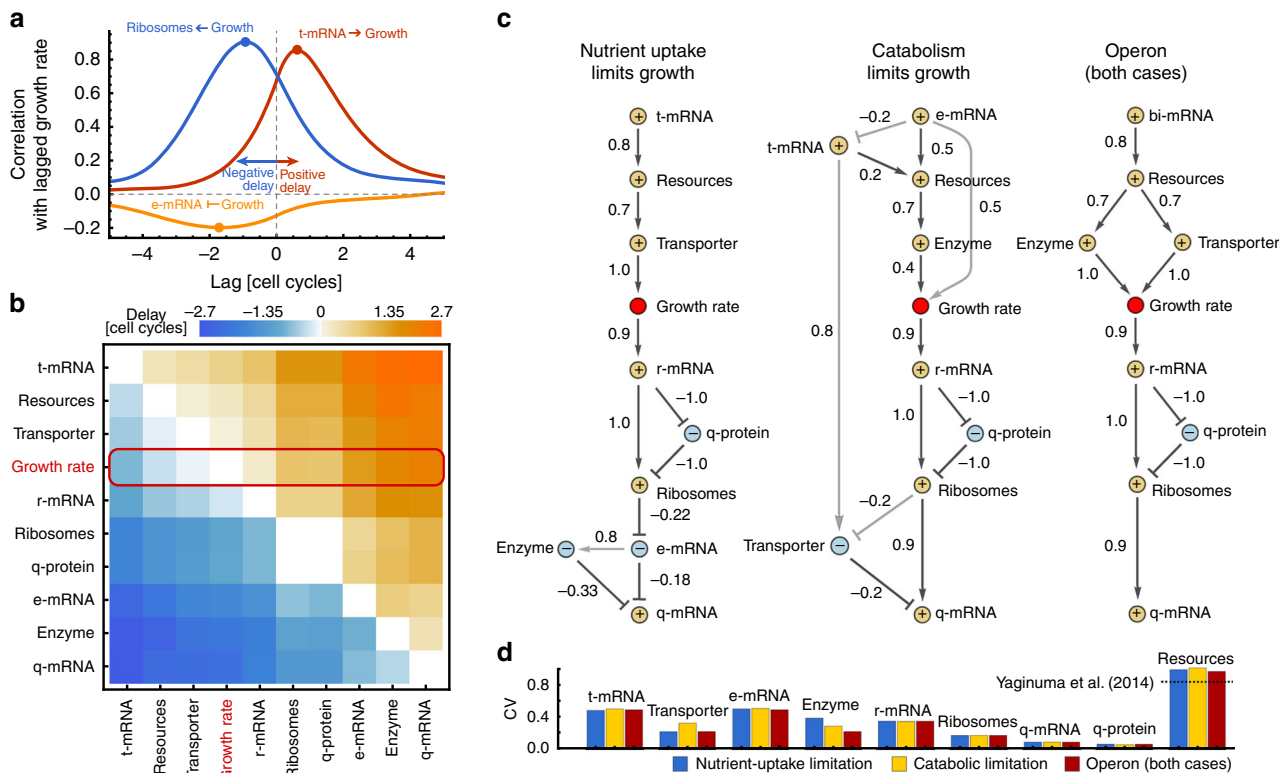 a
Ribosomes ← Growth
t-mRNA → Growth
Correlation
with lagged growth rate
0.8
0.6
0.4
0.2
0.0
−0.2
Negative
delay
Positive
delay
e-mRNA ⊢ Growth
−4
−2
0
2
4
Lag [cell cycles]
b
Delay
[cell cycles]
−2.7
−1.35
0
1.35
2.7
t-mRNA
Resources
Transporter
Growth rate
r-mRNA
Ribosomes
q-protein
e-mRNA
Enzyme
q-mRNA
t-mRNA
Resources
Transporter
Growth rate
r-mRNA
Ribosomes
q-protein
e-mRNA
Enzyme
q-mRNA
c
Nutrient uptake
limits growth
t-mRNA
0.8
Resources
0.7
Transporter
1.0
Growth rate
0.9
r-mRNA
−1.0
1.0
q-protein
−1.0
Ribosomes
−0.22
Enzyme
0.8
e-mRNA
−0.33
−0.18
q-mRNA
Catabolism
limits growth
e-mRNA
−0.2
t-mRNA
0.5
0.2
Resources
0.7
0.5
Enzyme
0.4
Growth rate
0.8
0.9
r-mRNA
−1.0
1.0
q-protein
−1.0
Ribosomes
−0.2
Transporter
0.9
−0.2
q-mRNA
Operon
(both cases)
bi-mRNA
0.8
Resources
0.7
0.7
Enzyme
Transporter
1.0
1.0
Growth rate
0.9
r-mRNA
−1.0
1.0
q-protein
−1.0
Ribosomes
0.9
q-mRNA
d
CV
0.8
0.4
0.0
t-mRNA
Transporter
e-mRNA
Enzyme
r-mRNA
Ribosomes
q-mRNA
q-protein
Resources
Yaginuma et al. (2014)
Nutrient-uptake limitation
Catabolic limitation
Operon (both cases)